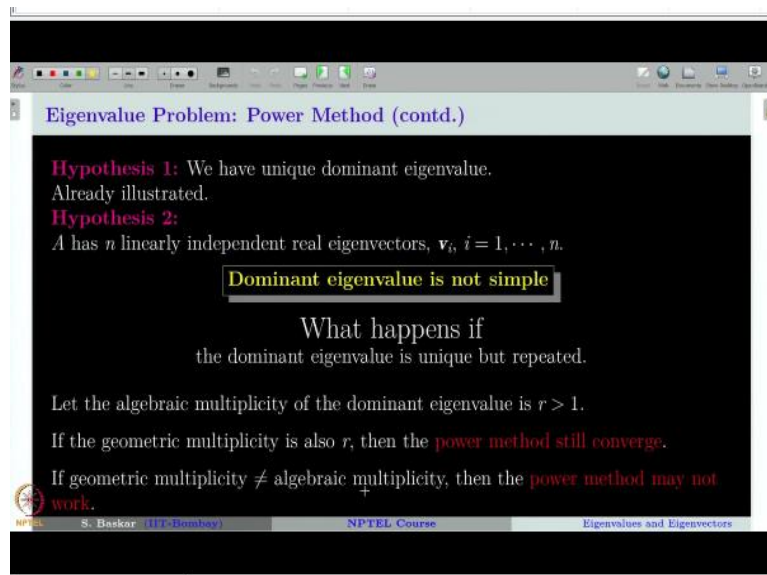 Eigenvalue Problem: Power Method (contd.)
Hypothesis 1: We have unique dominant eigenvalue.
Already illustrated.
Hypothesis 2:
A has n linearly independent real eigenvectors, vᵢ, i = 1, ··· , n.
Dominant eigenvalue is not simple
What happens if
the dominant eigenvalue is unique but repeated.
Let the algebraic multiplicity of the dominant eigenvalue is r > 1.
If the geometric multiplicity is also r, then the power method still converge.
If geometric multiplicity ≠ algebraic multiplicity, then the power method may not
work.
NPTEL S. Baskar (IIT-Bombay) NPTEL Course Eigenvalues and Eigenvectors